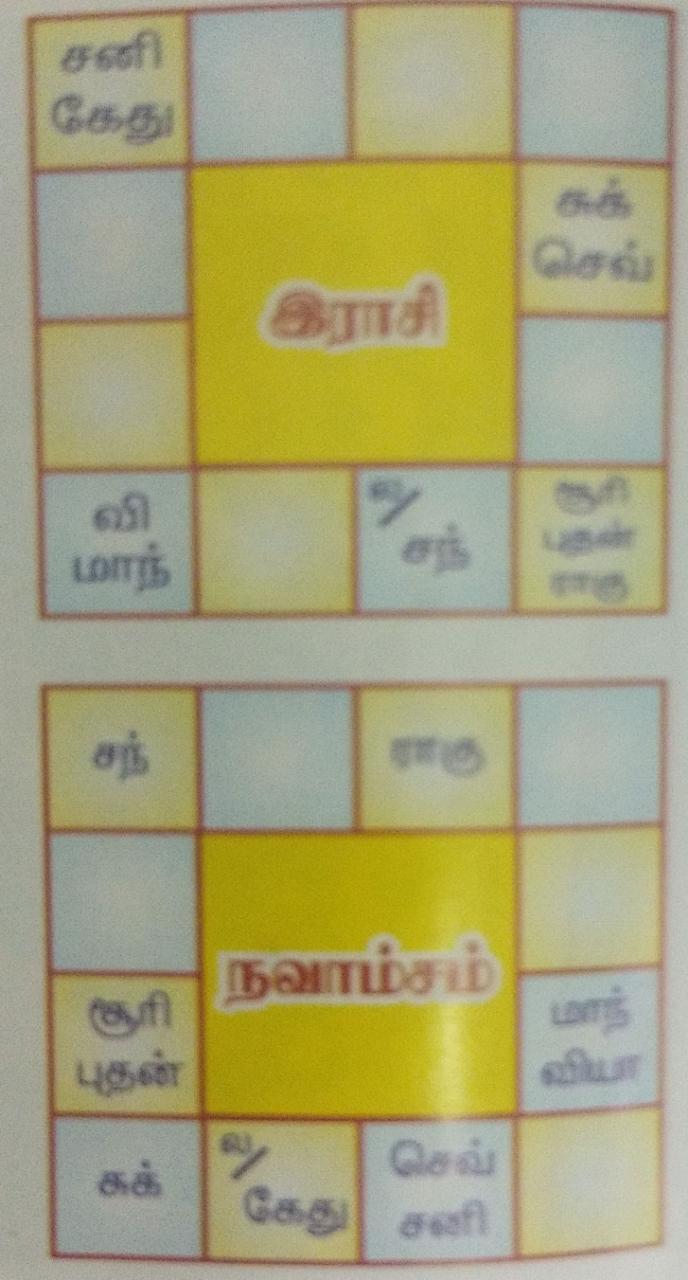 சனி
கேது
சுக்
செவ்
இராசி
வி
மாந்
ல/
சந்
சூரி
புதன்
ராகு
சந்
ராகு
நவாம்சம்
சூரி
புதன்
மாந்
வியா
சுக்
ல/
கேது
செவ்
சனி